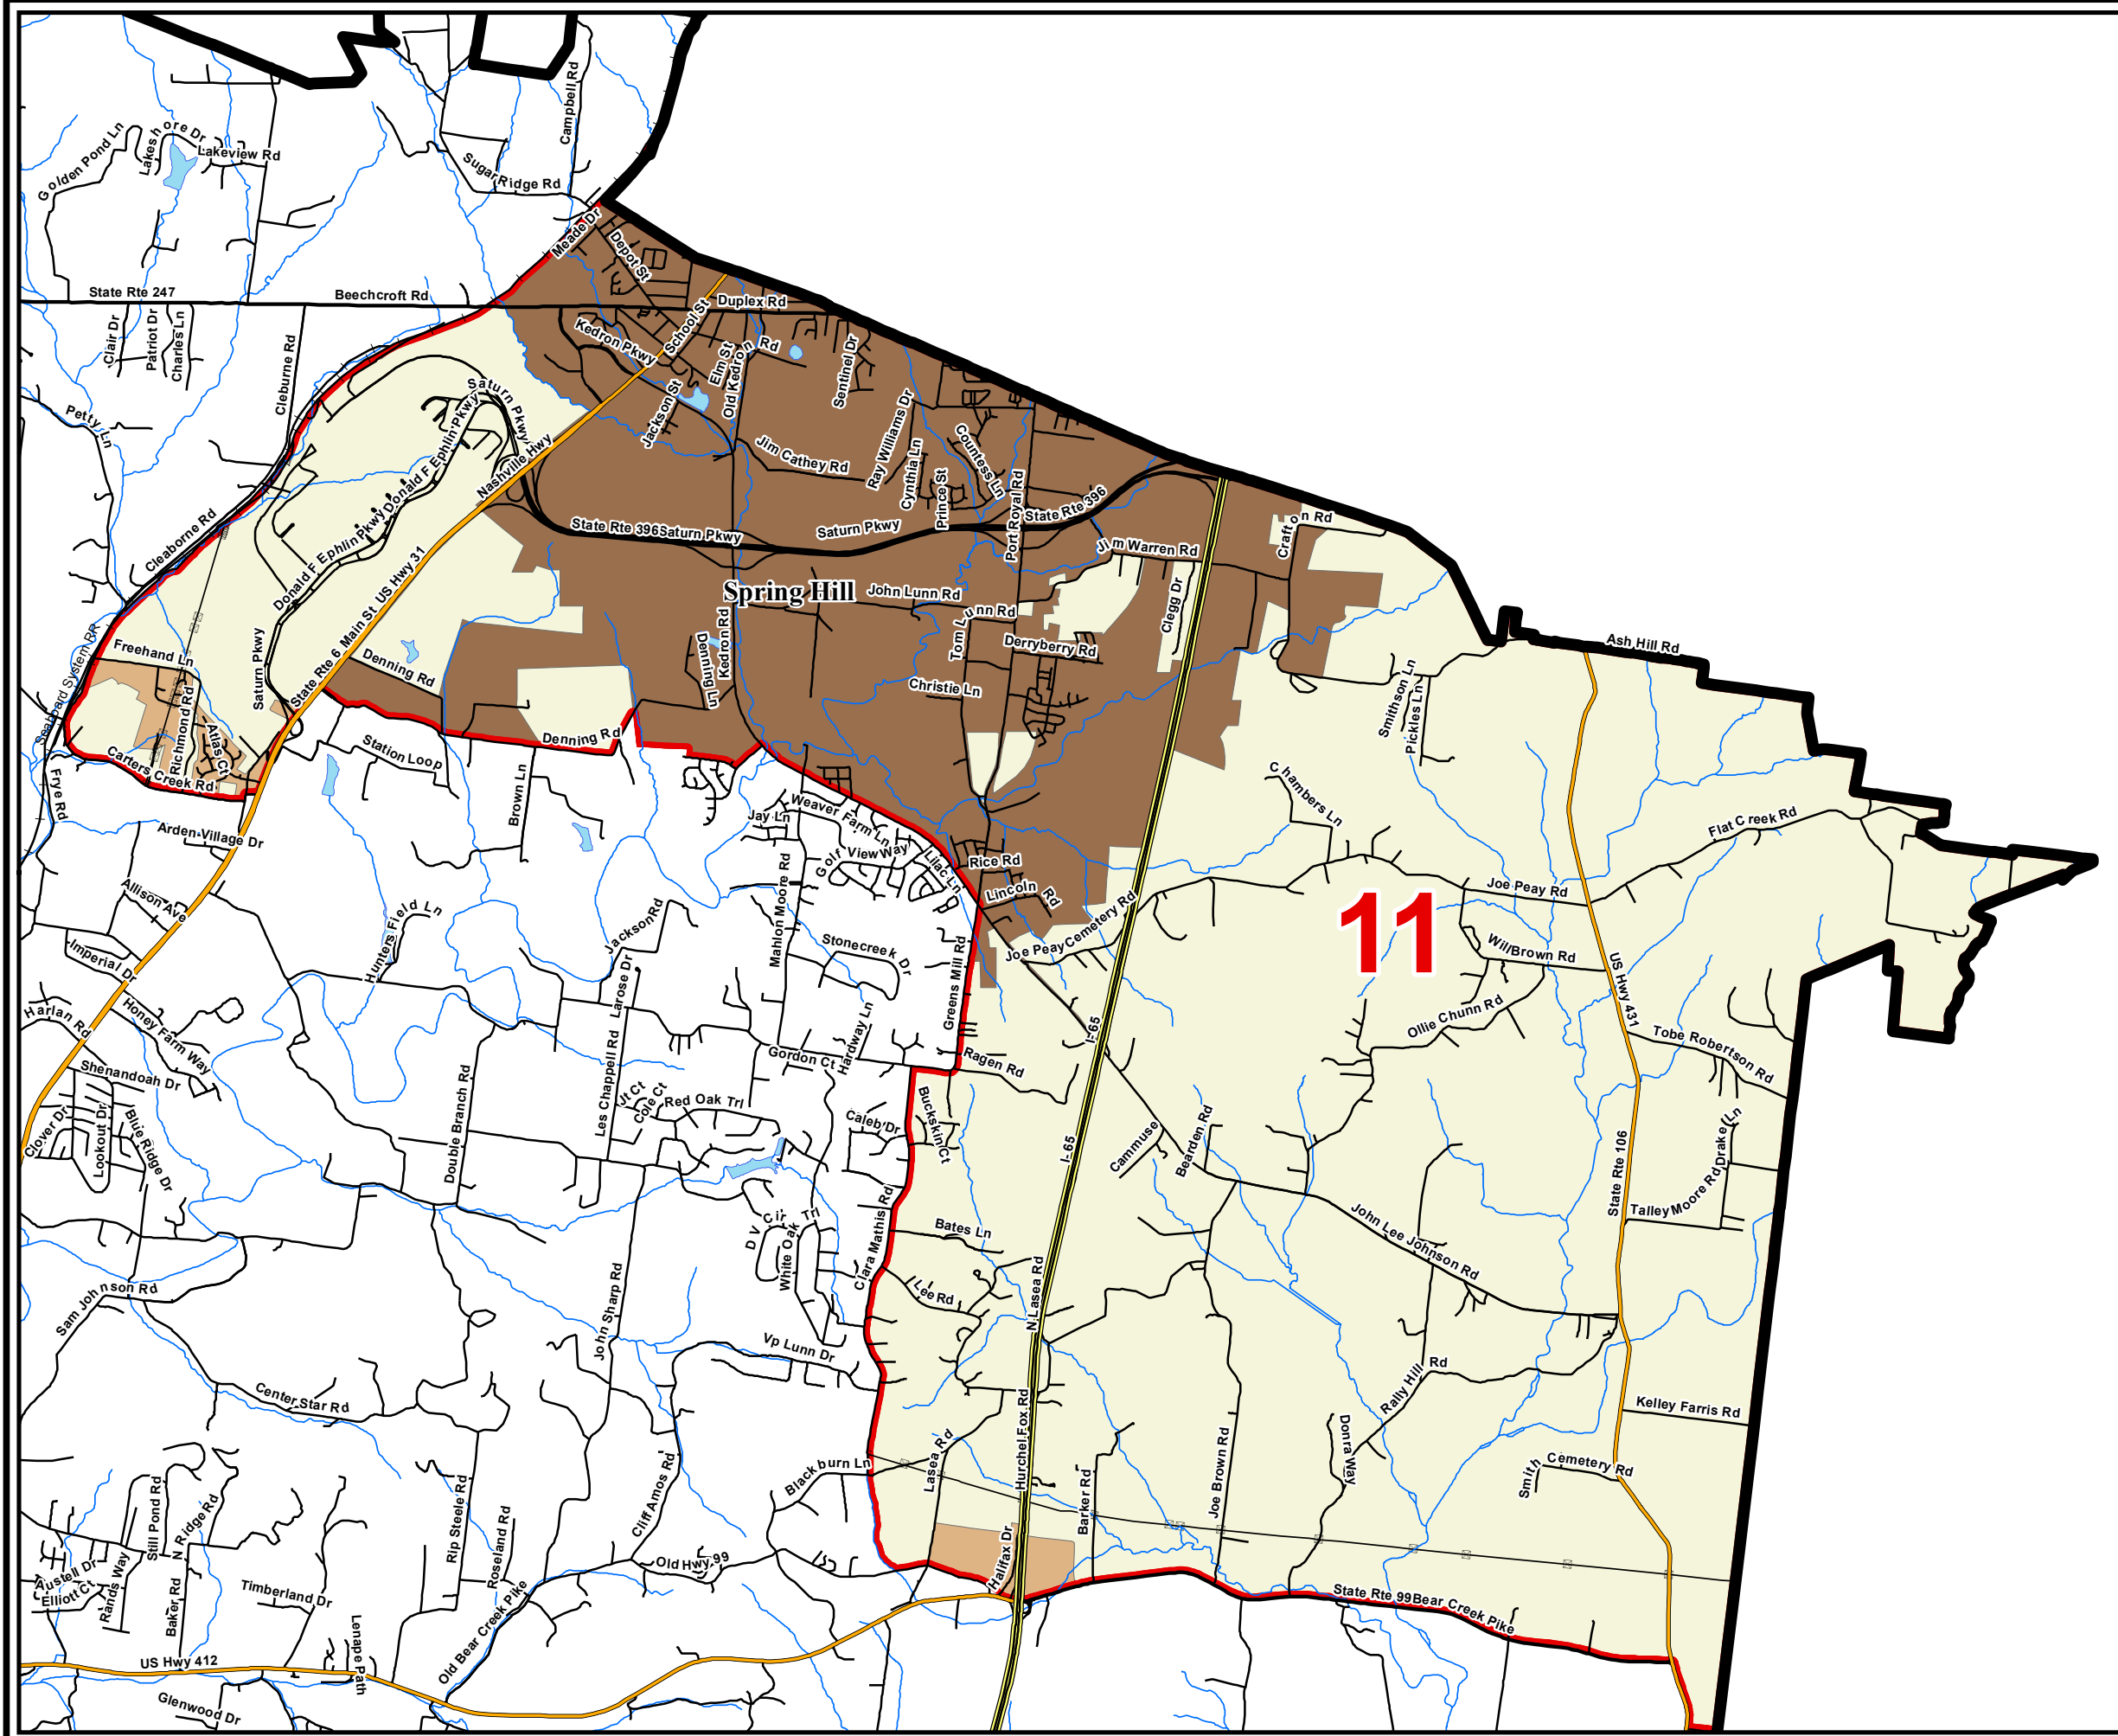 Campbell Rd
Golden Pond Ln
Lakeshore Dr
Lakeview Rd
Sugar Ridge Rd
Meade Dr
Depot St
State Rte 247
Beechcroft Rd
Duplex Rd
School St
Kedron Pkwy
Elm St
Old Kedron Rd
Sentinel Dr
Clair Dr
Patriot Dr
Charles Ln
Cleburne Rd
Petty Ln
Saturn Pkwy
Donald F Ephlin Pkwy
Donald F Ephlin Pkwy
Nashville Hwy
Jackson St
Jim Cathey Rd
Ray Williams Dr
Cynthia Ln
Prince St
Countess Ln
Port Royal Rd
State Rte 396
State Rte 396
Saturn Pkwy
Saturn Pkwy
Cleaborne Rd
Jim Warren Rd
Crafton Rd
Clegg Dr
Spring Hill
John Lunn Rd
Tom Lunn Rd
Derryberry Rd
Christie Ln
Kedron Rd
Denning Ln
Denning Rd
Denning Rd
US Hwy 31
State Rte 6
Main St
Saturn Pkwy
Freehand Ln
Seaboard System RR
Richmond Rd
Atlas Ct
Carters Creek Rd
Frye Rd
Station Loop
Brown Ln
Ash Hill Rd
Smithson Ln
Pickles Ln
Chambers Ln
Flat Creek Rd
Joe Peay Rd
11
Will Brown Rd
US Hwy 431
Ollie Chunn Rd
Tobe Robertson Rd
Drake Ln
Talley Moore Rd
State Rte 106
Arden Village Dr
Allison Ave
Imperial Dr
Harlan Rd
Honey Farm Way
Hunters Field Ln
Jackson Rd
Larose Dr
Jay Ln
Weaver Farm Ln
Golf View Way
Lilac Ln
Rice Rd
Lincoln Rd
Joe Peay
Cemetery Rd
Mahlon Moore Rd
Stonecreek Dr
Greens Mill Rd
Hardway Ln
Gordon Ct
Ragen Rd
I-65
I-65
Shenandoah Dr
Clover Dr
Lookout Dr
Blue Ridge Dr
Double Branch Rd
Les Chappell Rd
Jt Ct
Cole Ct
Red Oak Trl
Caleb Dr
Buckskin Ct
Cammuse
Bearden Rd
D V Cir
White Oak Trl
Clara Mathis Rd
Bates Ln
Lee Rd
N Lasea Rd
John Lee Johnson Rd
Sam Johnson Rd
John Sharp Rd
Vp Lunn Dr
Center Star Rd
Rally Hill Rd
Kelley Farris Rd
Donra Way
Smith Cemetery Rd
Joe Brown Rd
Hurchel Fox Rd
Lasea Rd
Barker Rd
Blackburn Ln
Cliff Amos Rd
Rip Steele Rd
Roseland Rd
Old Hwy 99
Halifax Dr
Still Pond Rd
N Ridge Rd
Austell Dr
Elliott Ct
Rands Way
Baker Rd
Timberland Dr
Lenape Path
Old Bear Creek Pike
US Hwy 412
Glenwood Dr
State Rte 99
Bear Creek Pike